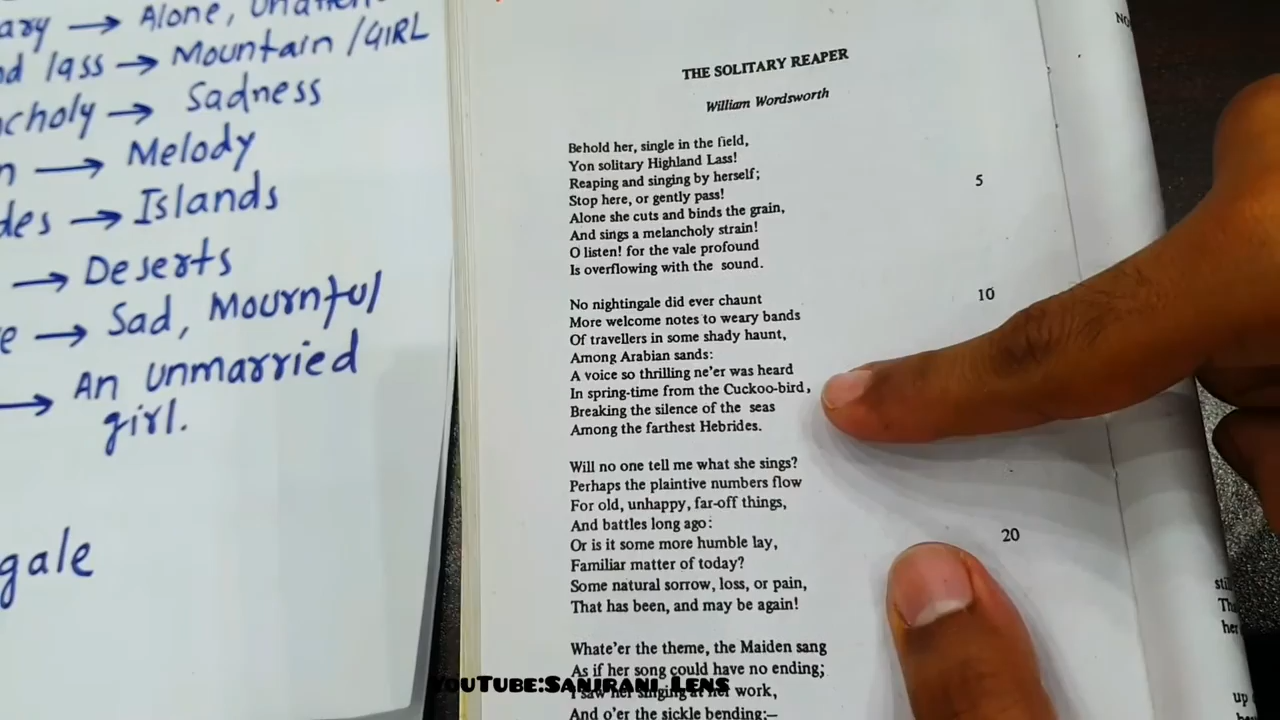 ary → Alone,
d lass → Mountain / GIRL
ncholy → Sadness
n → Melody
des → Islands
→ Deserts
e → Sad, Mournful
→ An unmarried
girl.
gale
THE SOLITARY REAPER
William Wordsworth
Behold her, single in the field,
Yon solitary Highland Lass!
Reaping and singing by herself;
Stop here, or gently pass!
5
Alone she cuts and binds the grain,
And sings a melancholy strain!
O listen! for the vale profound
Is overflowing with the sound.
No nightingale did ever chaunt
10
More welcome notes to weary bands
Of travellers in some shady haunt,
Among Arabian sands:
A voice so thrilling ne'er was heard
In spring-time from the Cuckoo-bird,
Breaking the silence of the seas
Among the farthest Hebrides.
Will no one tell me what she sings?
Perhaps the plaintive numbers flow
For old, unhappy, far-off things,
And battles long ago:
20
Or is it some more humble lay,
Familiar matter of today?
Some natural sorrow, loss, or pain,
That has been, and may be again!
Whate'er the theme, the Maiden sang
As if her song could have no ending;
I saw her singing at her work,
And o'er the sickle bending;—
YouTube:Sanjrani Lens
NO
still
Th
her
up